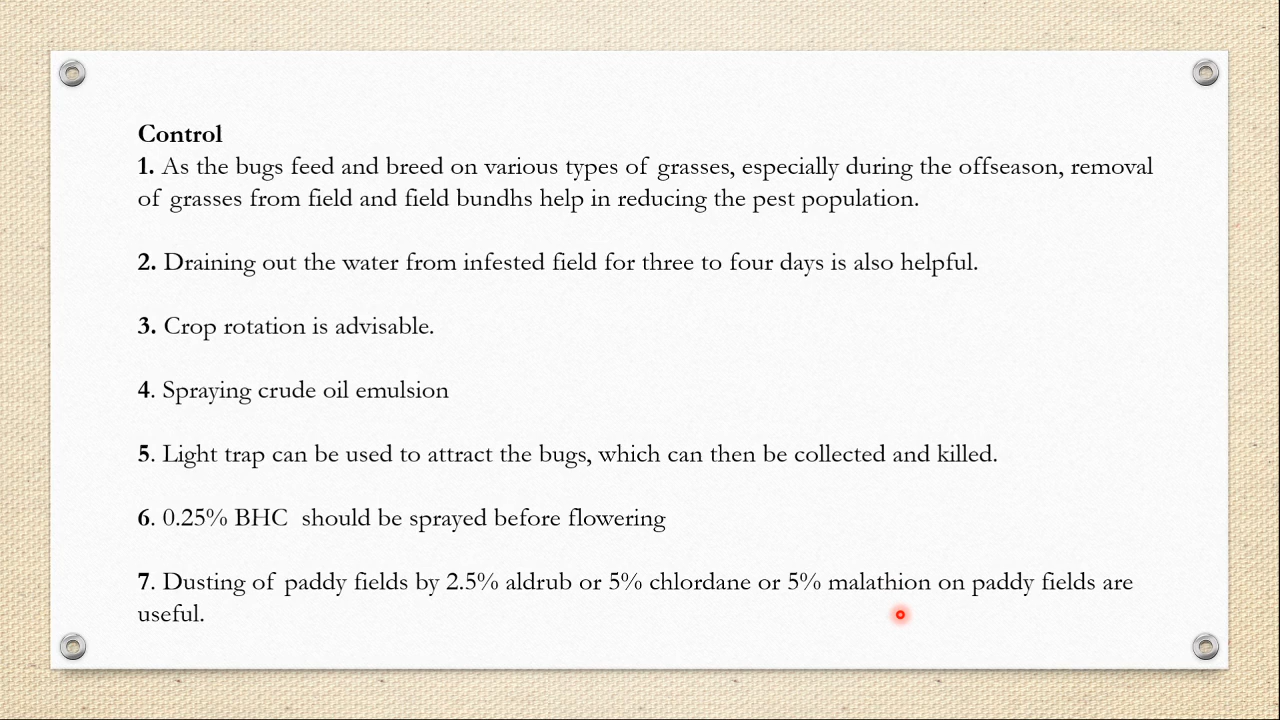 Control
1. As the bugs feed and breed on various types of grasses, especially during the offseason, removal
of grasses from field and field bundhs help in reducing the pest population.
2. Draining out the water from infested field for three to four days is also helpful.
3. Crop rotation is advisable.
4. Spraying crude oil emulsion
5. Light trap can be used to attract the bugs, which can then be collected and killed.
6. 0.25% BHC should be sprayed before flowering
7. Dusting of paddy fields by 2.5% aldrub or 5% chlordane or 5% malathion on paddy fields are
useful.